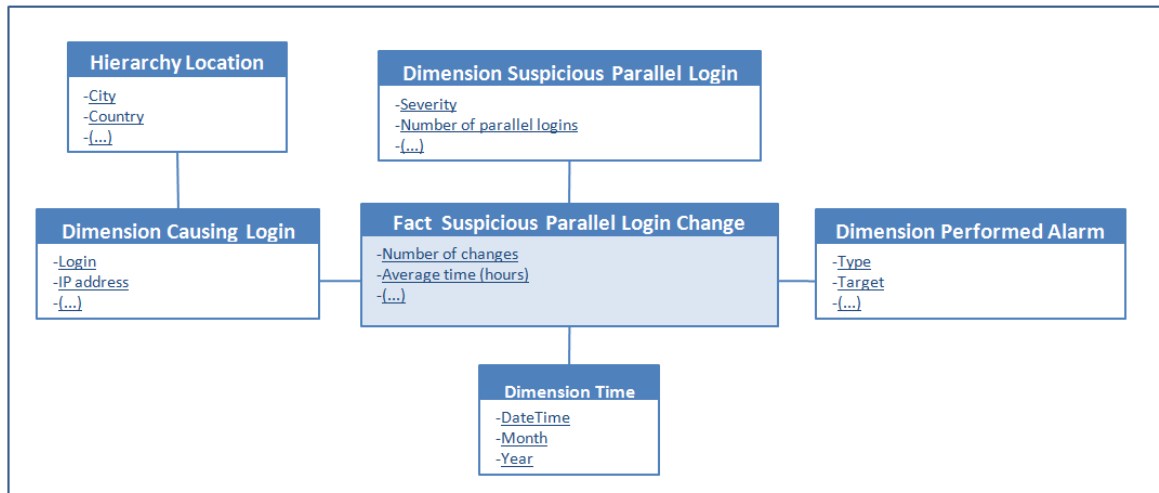 Hierarchy Location
-City
-Country
-(...)
Dimension Suspicious Parallel Login
-Severity
-Number of parallel logins
-(...)
Dimension Causing Login
-Login
-IP address
-(...)
Fact Suspicious Parallel Login Change
-Number of changes
-Average time (hours)
-(...)
Dimension Performed Alarm
-Type
-Target
-(...)
Dimension Time
-DateTime
-Month
-Year